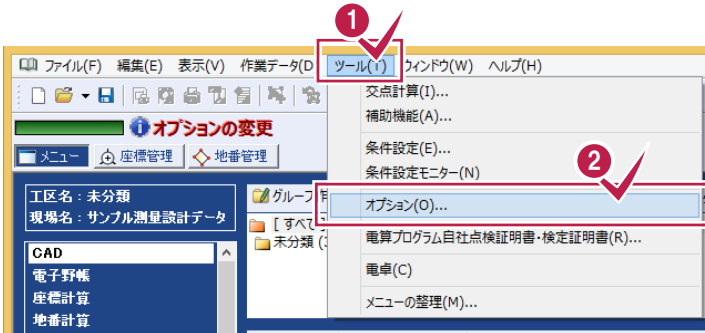 1
ファイル(F) 編集(E) 表示(V) 作業データ(D ツール(T) ウィンドウ(W) ヘルプ(H)
オプションの変更
メニュー 座標管理 地番管理
工区名：未分類
現場名：サンプル測量設計データ
CAD
電子野帳
座標計算
地番計算
グループ
[すべて
未分類 (
交点計算(I)...
補助機能(A)...
条件設定(E)...
条件設定モニター(N)
2
オプション(O)...
電算プログラム自社点検証明書・検定証明書(R)...
電卓(C)
メニューの整理(M)...